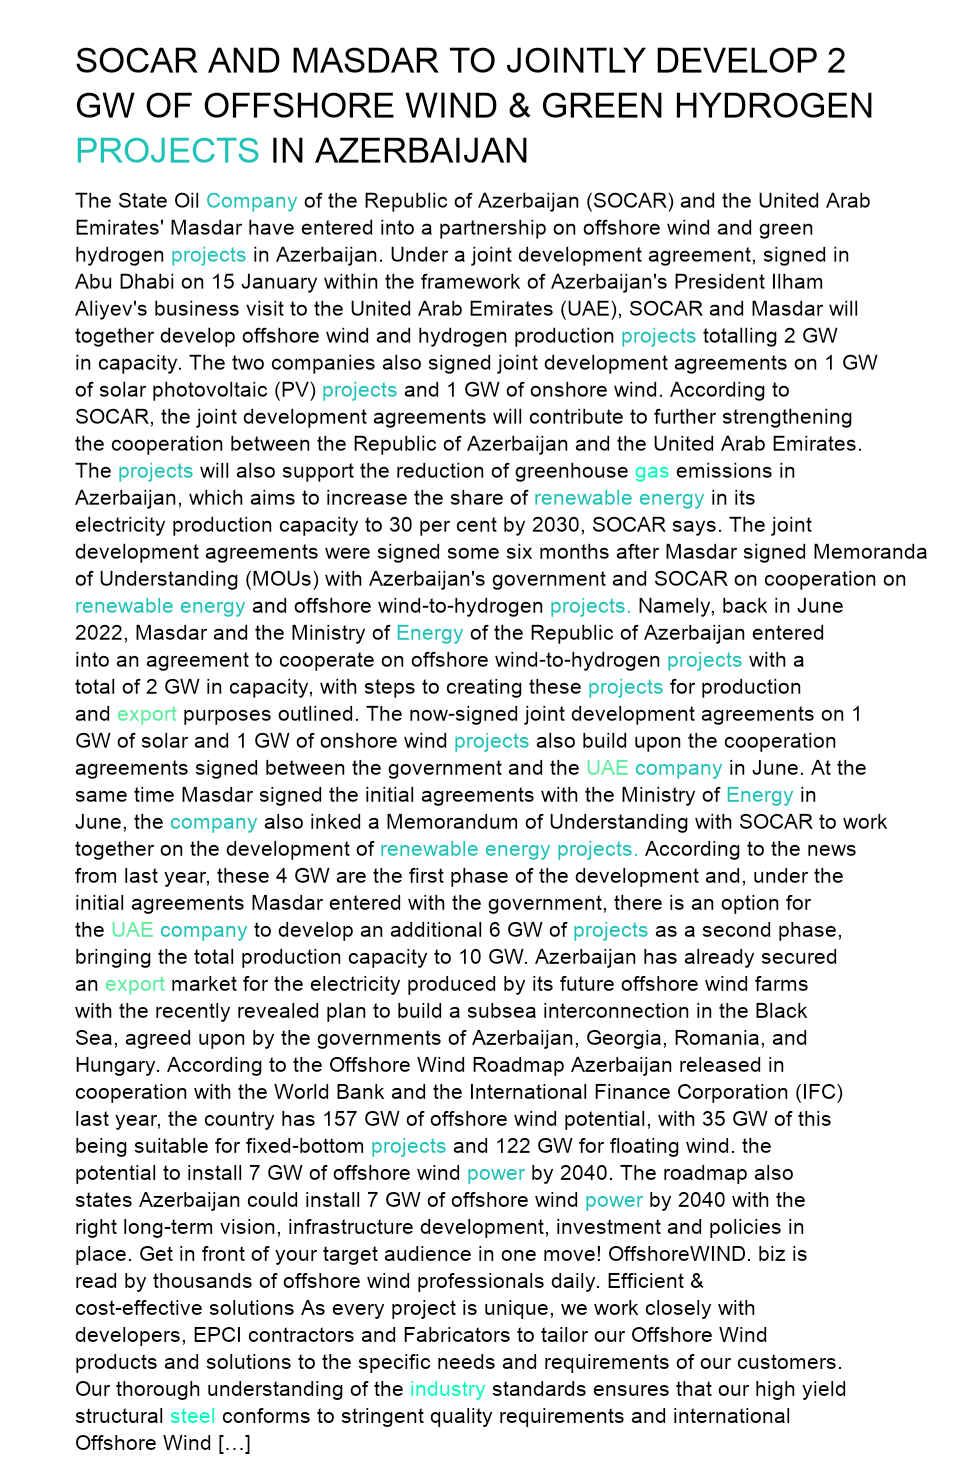 SOCAR AND MASDAR TO JOINTLY DEVELOP 2
GW OF OFFSHORE WIND & GREEN HYDROGEN
PROJECTS IN AZERBAIJAN
The State Oil Company of the Republic of Azerbaijan (SOCAR) and the United Arab
Emirates' Masdar have entered into a partnership on offshore wind and green
hydrogen projects in Azerbaijan. Under a joint development agreement, signed in
Abu Dhabi on 15 January within the framework of Azerbaijan's President Ilham
Aliyev's business visit to the United Arab Emirates (UAE), SOCAR and Masdar will
together develop offshore wind and hydrogen production projects totalling 2 GW
in capacity. The two companies also signed joint development agreements on 1 GW
of solar photovoltaic (PV) projects and 1 GW of onshore wind. According to
SOCAR, the joint development agreements will contribute to further strengthening
the cooperation between the Republic of Azerbaijan and the United Arab Emirates.
The projects will also support the reduction of greenhouse gas emissions in
Azerbaijan, which aims to increase the share of renewable energy in its
electricity production capacity to 30 per cent by 2030, SOCAR says. The joint
development agreements were signed some six months after Masdar signed Memoranda
of Understanding (MOUs) with Azerbaijan's government and SOCAR on cooperation on
renewable energy and offshore wind-to-hydrogen projects. Namely, back in June
2022, Masdar and the Ministry of Energy of the Republic of Azerbaijan entered
into an agreement to cooperate on offshore wind-to-hydrogen projects with a
total of 2 GW in capacity, with steps to creating these projects for production
and export purposes outlined. The now-signed joint development agreements on 1
GW of solar and 1 GW of onshore wind projects also build upon the cooperation
agreements signed between the government and the UAE company in June. At the
same time Masdar signed the initial agreements with the Ministry of Energy in
June, the company also inked a Memorandum of Understanding with SOCAR to work
together on the development of renewable energy projects. According to the news
from last year, these 4 GW are the first phase of the development and, under the
initial agreements Masdar entered with the government, there is an option for
the UAE company to develop an additional 6 GW of projects as a second phase,
bringing the total production capacity to 10 GW. Azerbaijan has already secured
an export market for the electricity produced by its future offshore wind farms
with the recently revealed plan to build a subsea interconnection in the Black
Sea, agreed upon by the governments of Azerbaijan, Georgia, Romania, and
Hungary. According to the Offshore Wind Roadmap Azerbaijan released in
cooperation with the World Bank and the International Finance Corporation (IFC)
last year, the country has 157 GW of offshore wind potential, with 35 GW of this
being suitable for fixed-bottom projects and 122 GW for floating wind. the
potential to install 7 GW of offshore wind power by 2040. The roadmap also
states Azerbaijan could install 7 GW of offshore wind power by 2040 with the
right long-term vision, infrastructure development, investment and policies in
place. Get in front of your target audience in one move! OffshoreWIND. biz is
read by thousands of offshore wind professionals daily. Efficient &
cost-effective solutions As every project is unique, we work closely with
developers, EPCI contractors and Fabricators to tailor our Offshore Wind
products and solutions to the specific needs and requirements of our customers.
Our thorough understanding of the industry standards ensures that our high yield
structural steel conforms to stringent quality requirements and international
Offshore Wind […]